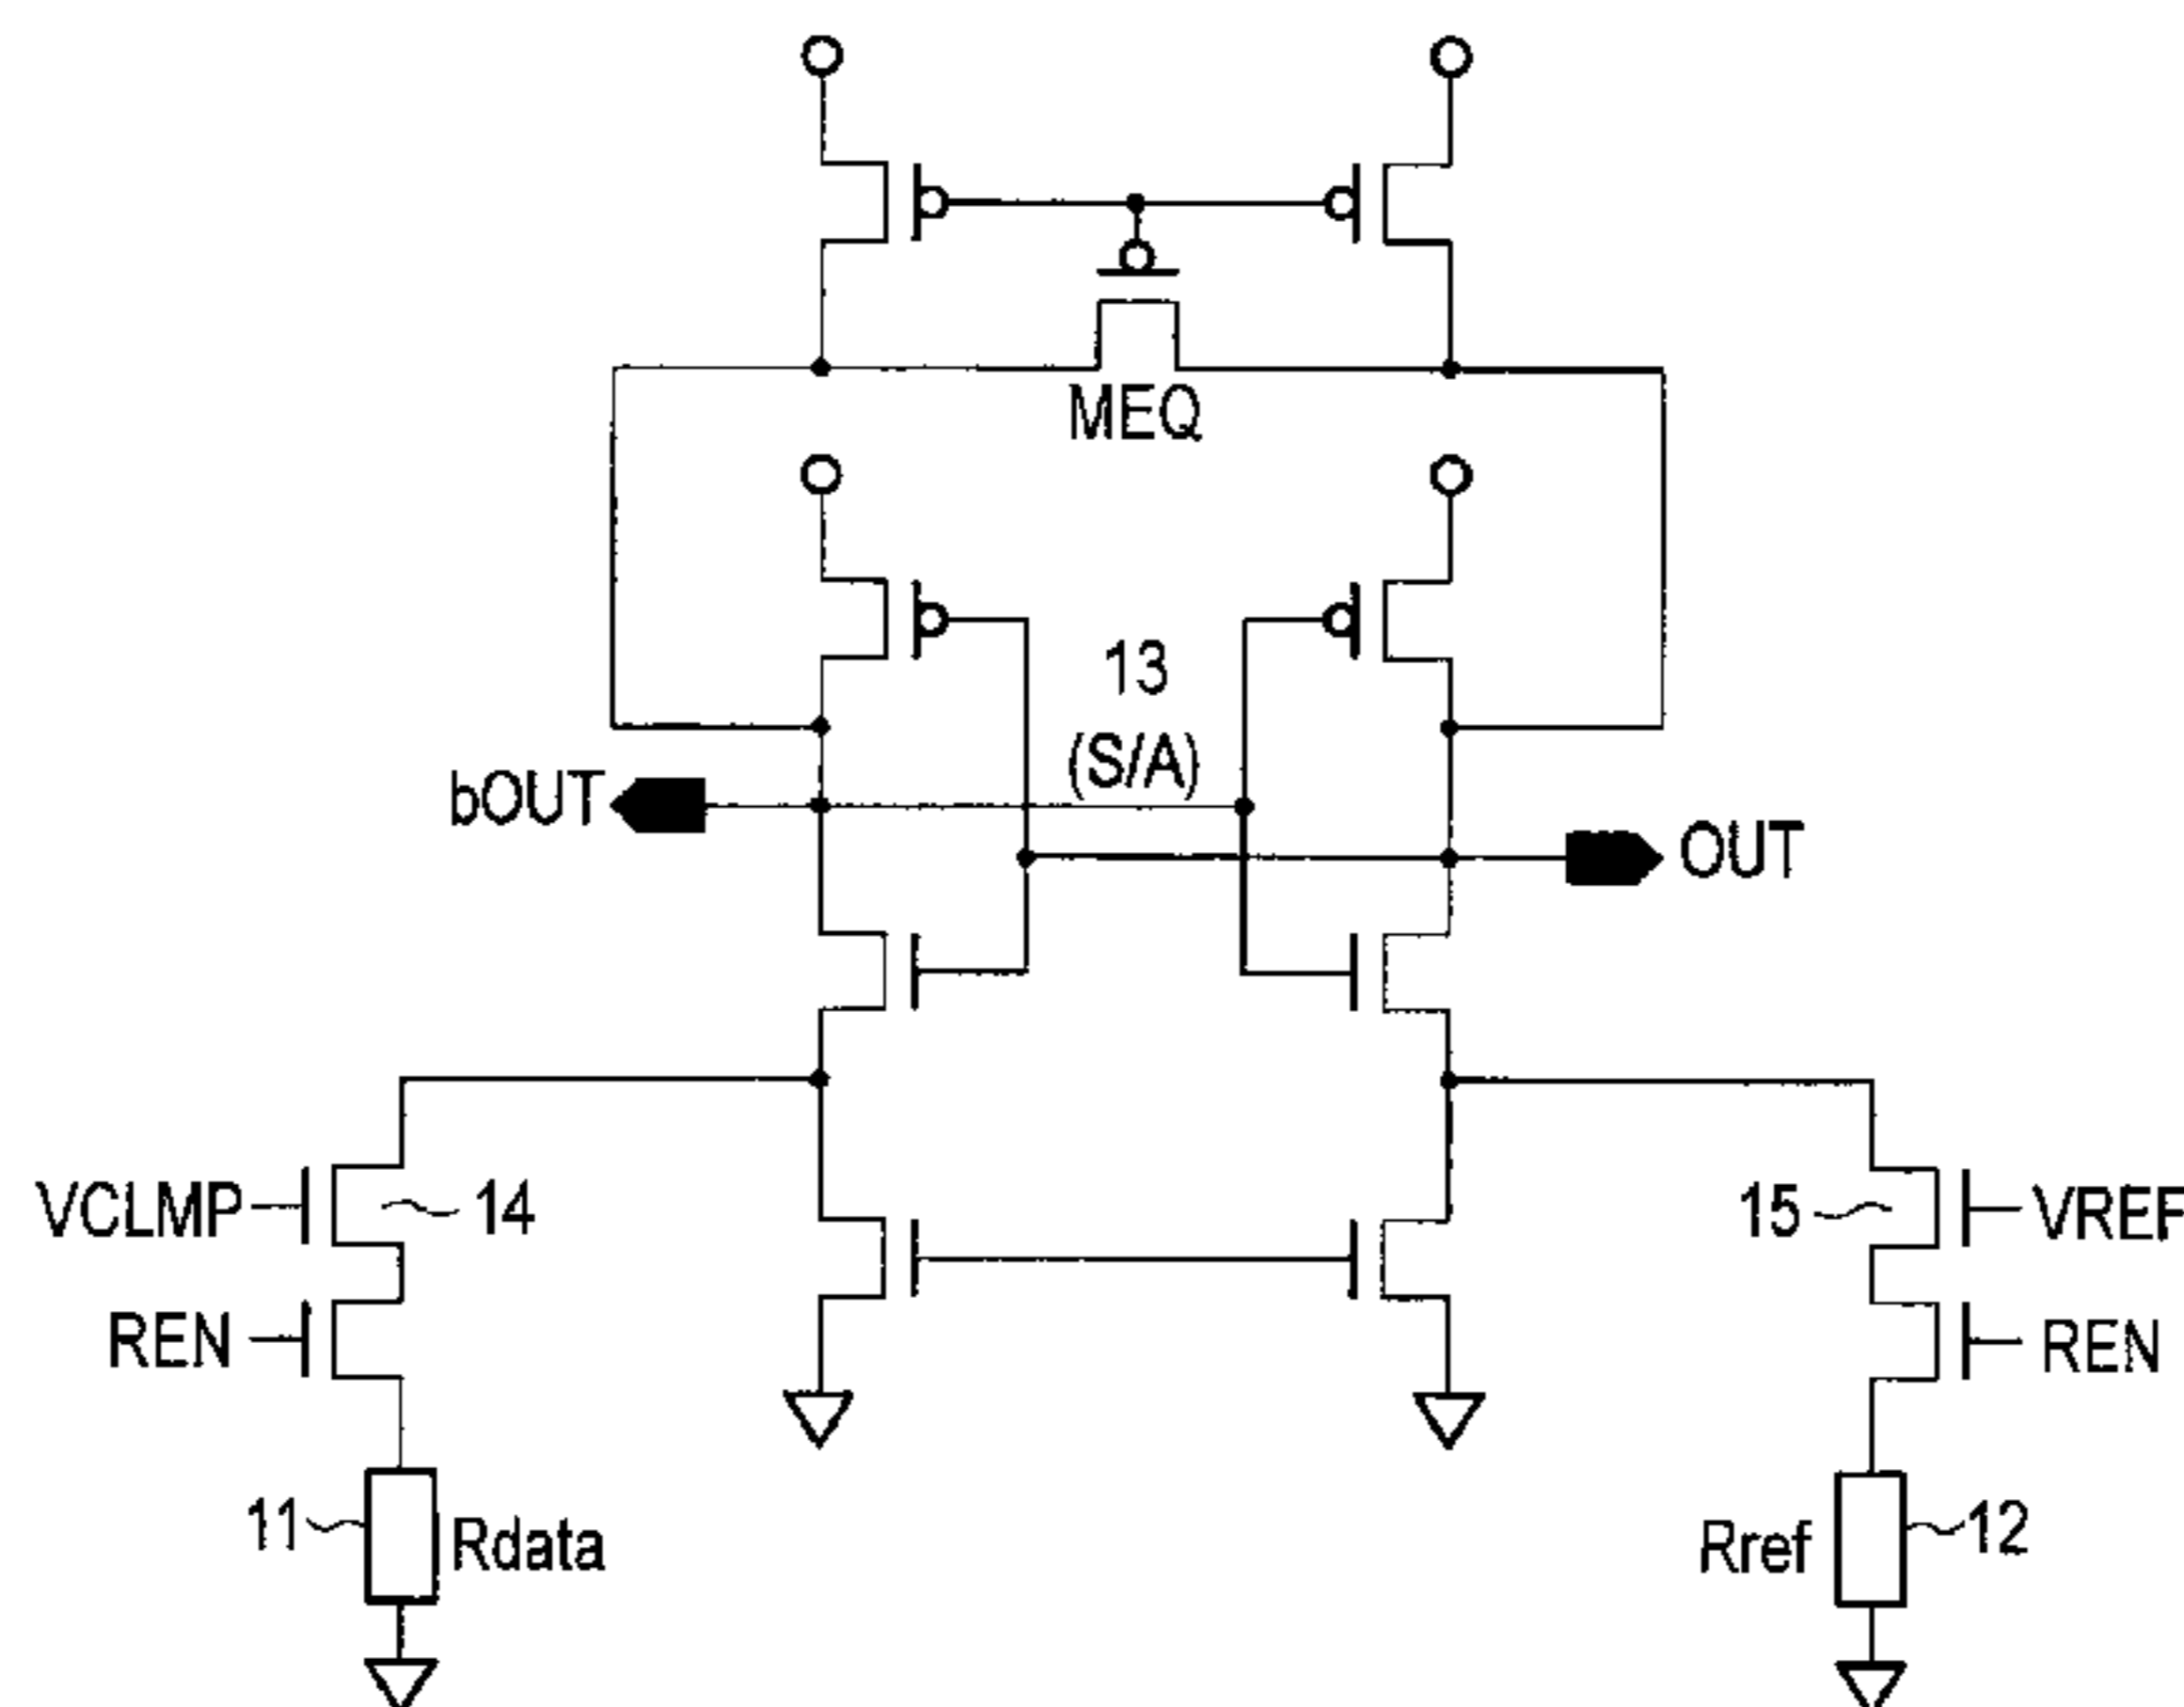 MEQ
13
(S/A)
bOUT
OUT
VCLMP
14
15
VREF
REN
REN
11
Rdata
Rref
12